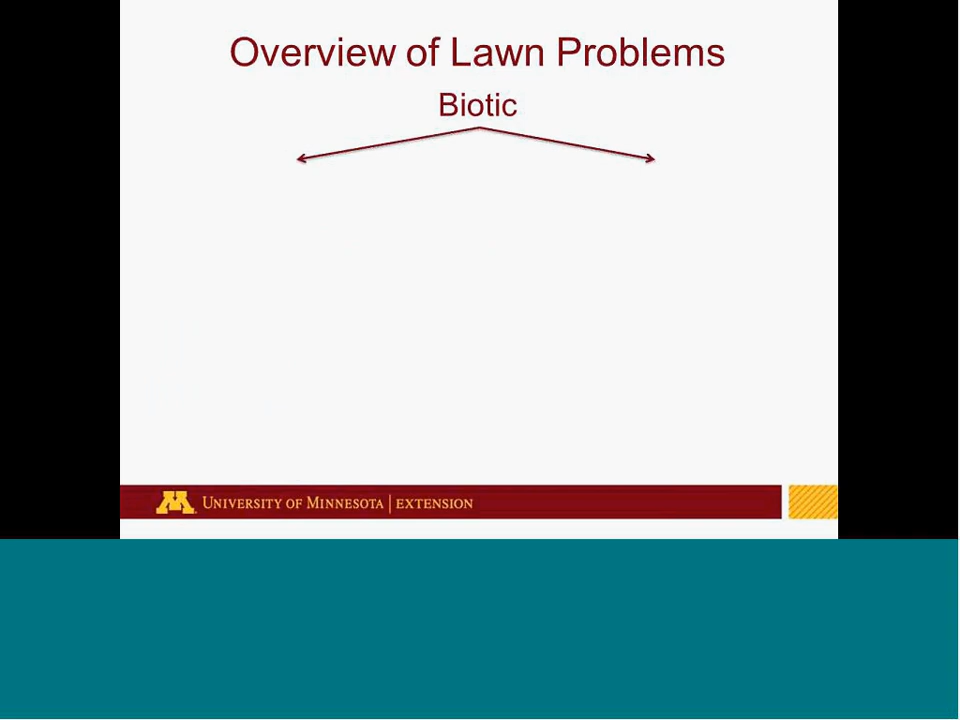 Overview of Lawn Problems
Biotic
UNIVERSITY OF MINNESOTA | EXTENSION